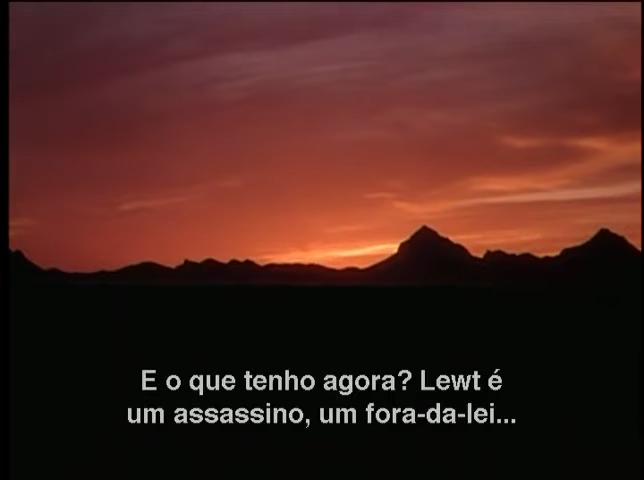 E o que tenho agora? Lewt é
um assassino, um fora-da-lei...